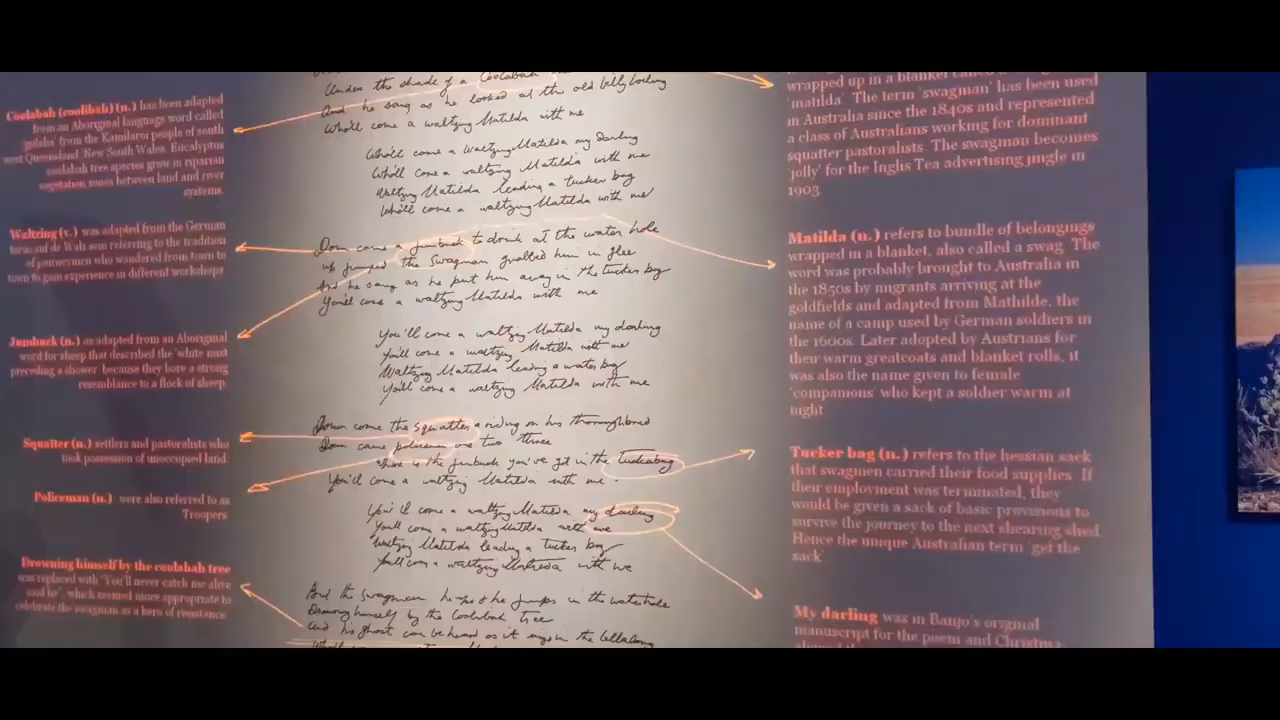 Coolabah (coolibah) (n.) has been adapted
from an Aboriginal language word called
'gulabi' from the Kamilaroi people of south
west Queensland/New South Wales. Eucalyptus
coolabah tree species grow in riparian
vegetation zones between land and river
systems.
Waltzing (v.) was adapted from the German
term auf de Walz sein referring to the tradition
of journeymen who wandered from town to
town to gain experience in different workshops
Jumbuck (n.) as adapted from an Aboriginal
word for sheep that described the 'white mist
preceding a shower' because they bore a strong
resemblance to a flock of sheep.
Squatter (n.) settlers and pastoralists who
took possession of unoccupied land.
Policeman (n.) were also referred to as
Troopers.
Drowning himself by the coolabah tree
was replaced with 'You'll never catch me alive
said he', which seemed more appropriate to
celebrate the swagman as a hero of resistance.
Under the shade of a Coolabah
And he sang as he looked at the old billy boiling
Who'll come a waltzing Matilda with me
Who'll come a Waltzing Matilda my Darling
Who'll come a waltzing Matilda with me
Waltzing Matilda leading a tucker bag
Who'll come a waltzing Matilda with me
Down came a jumbuck to drink at the water hole
Up jumped the Swagman grabbed him in glee
And he sang as he put him away in the tucker bag
You'll come a waltzing Matilda with me
You'll come a waltzing Matilda my darling
You'll come a waltzing Matilda with me
Waltzing Matilda leading a water bag
You'll come a waltzing Matilda with me
Down come the squatter a riding on his thoroughbred
Down came policeman one two three
Whose is the jumbuck you've got in the tuckerbag
You'll come a waltzing Matilda with me.
You'll come a waltzing Matilda my darling
You'll come a waltzing Matilda with me
Waltzing Matilda leading a tucker bag
You'll come a waltzing Matilda with me
And the Swagman he up & he jumps in the waterhole
Drowning himself by the Coolabah tree
And his ghost can be heard as it sings in the billabong
wrapped up in a blanket
'matilda'. The term 'swagman' has been used
in Australia since the 1840s and represented
a class of Australians working for dominant
squatter pastoralists. The swagman becomes
'jolly' for the Inglis Tea advertising jingle in
1903.
Matilda (n.) refers to bundle of belongings
wrapped in a blanket, also called a swag. The
word was probably brought to Australia in
the 1850s by migrants arriving at the
goldfields and adapted from Mathilde, the
name of a camp used by German soldiers in
the 1600s. Later adopted by Austrians for
their warm greatcoats and blanket rolls, it
was also the name given to female
'companions' who kept a soldier warm at
night
Tucker bag (n.) refers to the hessian sack
that swagmen carried their food supplies. If
their employment was terminated, they
would be given a sack of basic provisions to
survive the journey to the next shearing shed.
Hence the unique Australian term 'get the
sack'
My darling was in Banjo's original
manuscript for the poem and Christina